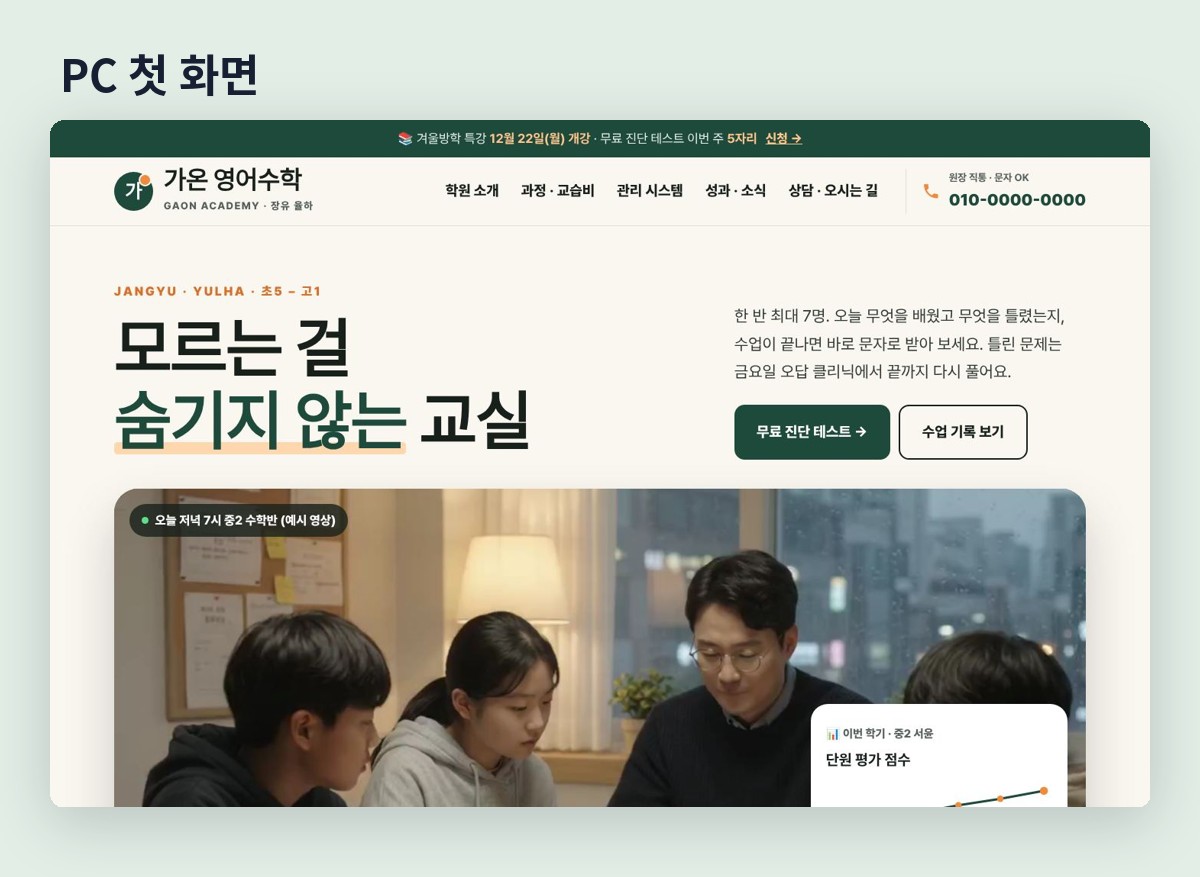 PC 첫 화면
📚 겨울방학 특강 12월 22일(월) 개강 · 무료 진단 테스트 이번 주 5자리 신청 →
가
가온 영어수학
GAON ACADEMY · 장유 율하
학원 소개
과정 · 교습비
관리 시스템
성과 · 소식
상담 · 오시는 길
원장 직통 · 문자 OK
010-0000-0000
JANGYU · YULHA · 초5 – 고1
모르는 걸
숨기지 않는 교실
한 반 최대 7명. 오늘 무엇을 배웠고 무엇을 틀렸는지,
수업이 끝나면 바로 문자로 받아 보세요. 틀린 문제는
금요일 오답 클리닉에서 끝까지 다시 풀어요.
무료 진단 테스트 →
수업 기록 보기
오늘 저녁 7시 중2 수학반 (예시 영상)
📊 이번 학기 · 중2 서윤
단원 평가 점수